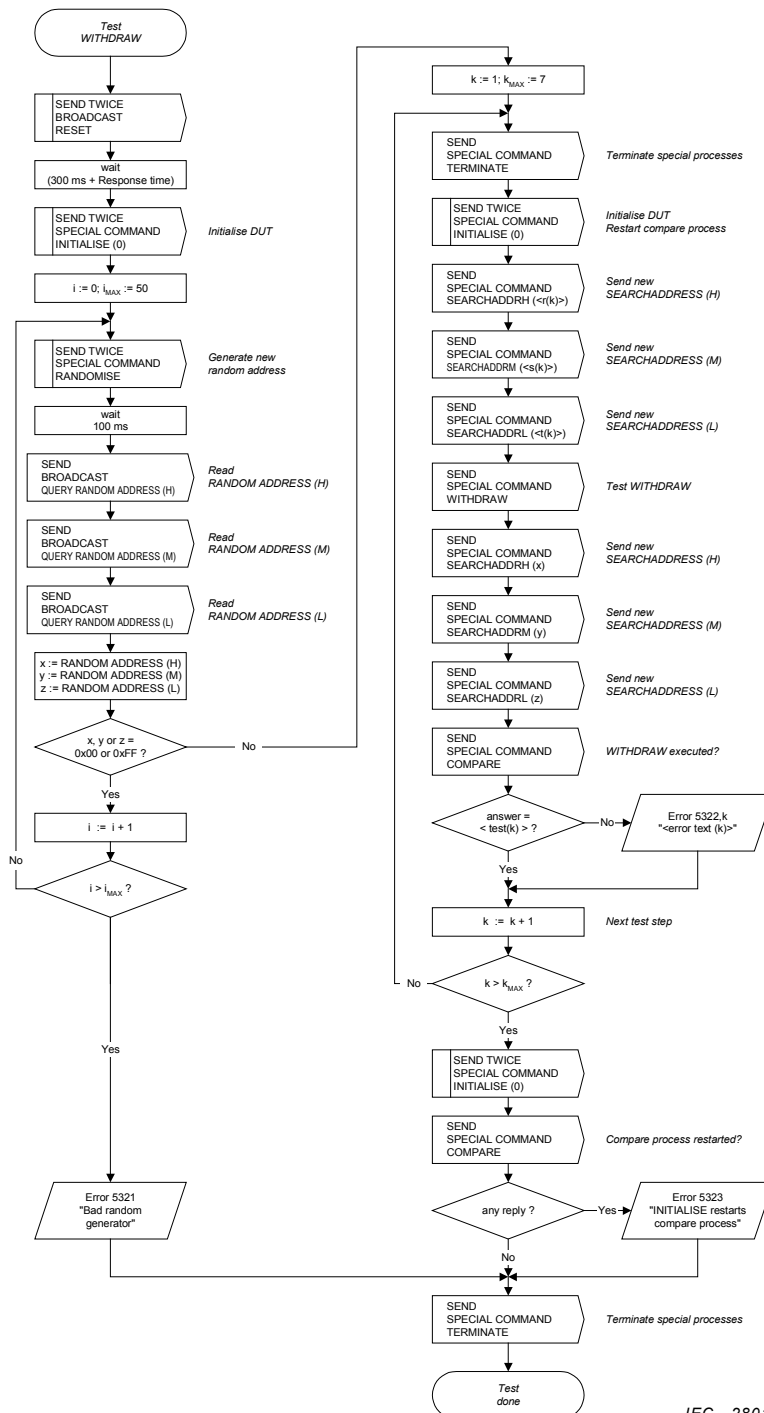 Test
WITHDRAW
SEND TWICE
BROADCAST
RESET
wait
(300 ms + Response time)
SEND TWICE
SPECIAL COMMAND
INITIALISE (0)
Initialise DUT
i := 0; iMAX := 50
SEND TWICE
SPECIAL COMMAND
RANDOMISE
Generate new
random address
wait
100 ms
SEND
BROADCAST
QUERY RANDOM ADDRESS (H)
Read
RANDOM ADDRESS (H)
SEND
BROADCAST
QUERY RANDOM ADDRESS (M)
Read
RANDOM ADDRESS (M)
SEND
BROADCAST
QUERY RANDOM ADDRESS (L)
Read
RANDOM ADDRESS (L)
x := RANDOM ADDRESS (H)
y := RANDOM ADDRESS (M)
z := RANDOM ADDRESS (L)
x, y or z =
0x00 or 0xFF ?
No
Yes
i := i + 1
No
i > iMAX ?
Yes
Error 5321
"Bad random
generator"
k := 1; kMAX := 7
SEND
SPECIAL COMMAND
TERMINATE
Terminate special processes
SEND TWICE
SPECIAL COMMAND
INITIALISE (0)
Initialise DUT
Restart compare process
SEND
SPECIAL COMMAND
SEARCHADDRH (<r(k)>)
Send new
SEARCHADDRESS (H)
SEND
SPECIAL COMMAND
SEARCHADDRM (<s(k)>)
Send new
SEARCHADDRESS (M)
SEND
SPECIAL COMMAND
SEARCHADDRL (<t(k)>)
Send new
SEARCHADDRESS (L)
SEND
SPECIAL COMMAND
WITHDRAW
Test WITHDRAW
SEND
SPECIAL COMMAND
SEARCHADDRH (x)
Send new
SEARCHADDRESS (H)
SEND
SPECIAL COMMAND
SEARCHADDRM (y)
Send new
SEARCHADDRESS (M)
SEND
SPECIAL COMMAND
SEARCHADDRL (z)
Send new
SEARCHADDRESS (L)
SEND
SPECIAL COMMAND
COMPARE
WITHDRAW executed?
answer =
< test(k) > ?
No
Error 5322,k
"<error text (k)>"
Yes
k := k + 1
Next test step
No
k > kMAX ?
Yes
SEND TWICE
SPECIAL COMMAND
INITIALISE (0)
SEND
SPECIAL COMMAND
COMPARE
Compare process restarted?
any reply ?
Yes
Error 5323
"INITIALISE restarts
compare process"
No
SEND
SPECIAL COMMAND
TERMINATE
Terminate special processes
Test
done